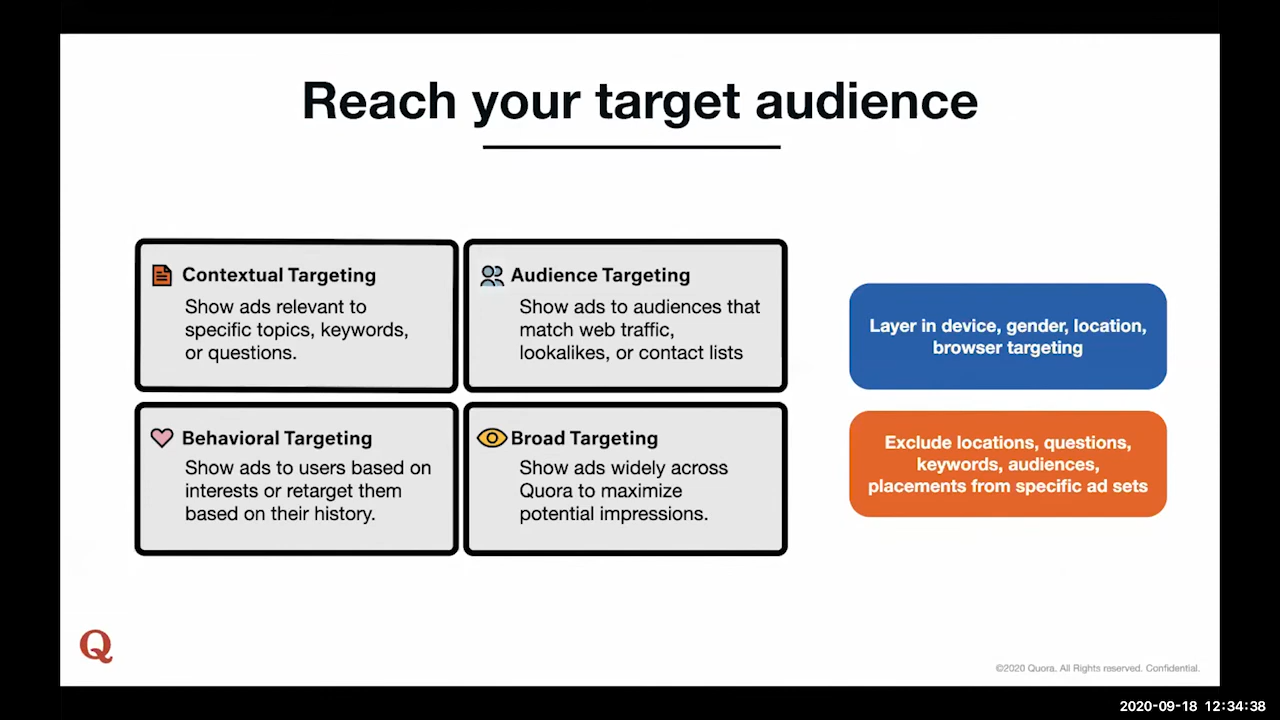 Reach your target audience
Contextual Targeting
Show ads relevant to
specific topics, keywords,
or questions.
Audience Targeting
Show ads to audiences that
match web traffic,
lookalikes, or contact lists
Behavioral Targeting
Show ads to users based on
interests or retarget them
based on their history.
Broad Targeting
Show ads widely across
Quora to maximize
potential impressions.
Layer in device, gender, location,
browser targeting
Exclude locations, questions,
keywords, audiences,
placements from specific ad sets
Q
©2020 Quora. All Rights reserved. Confidential.
2020-09-18 12:34:38